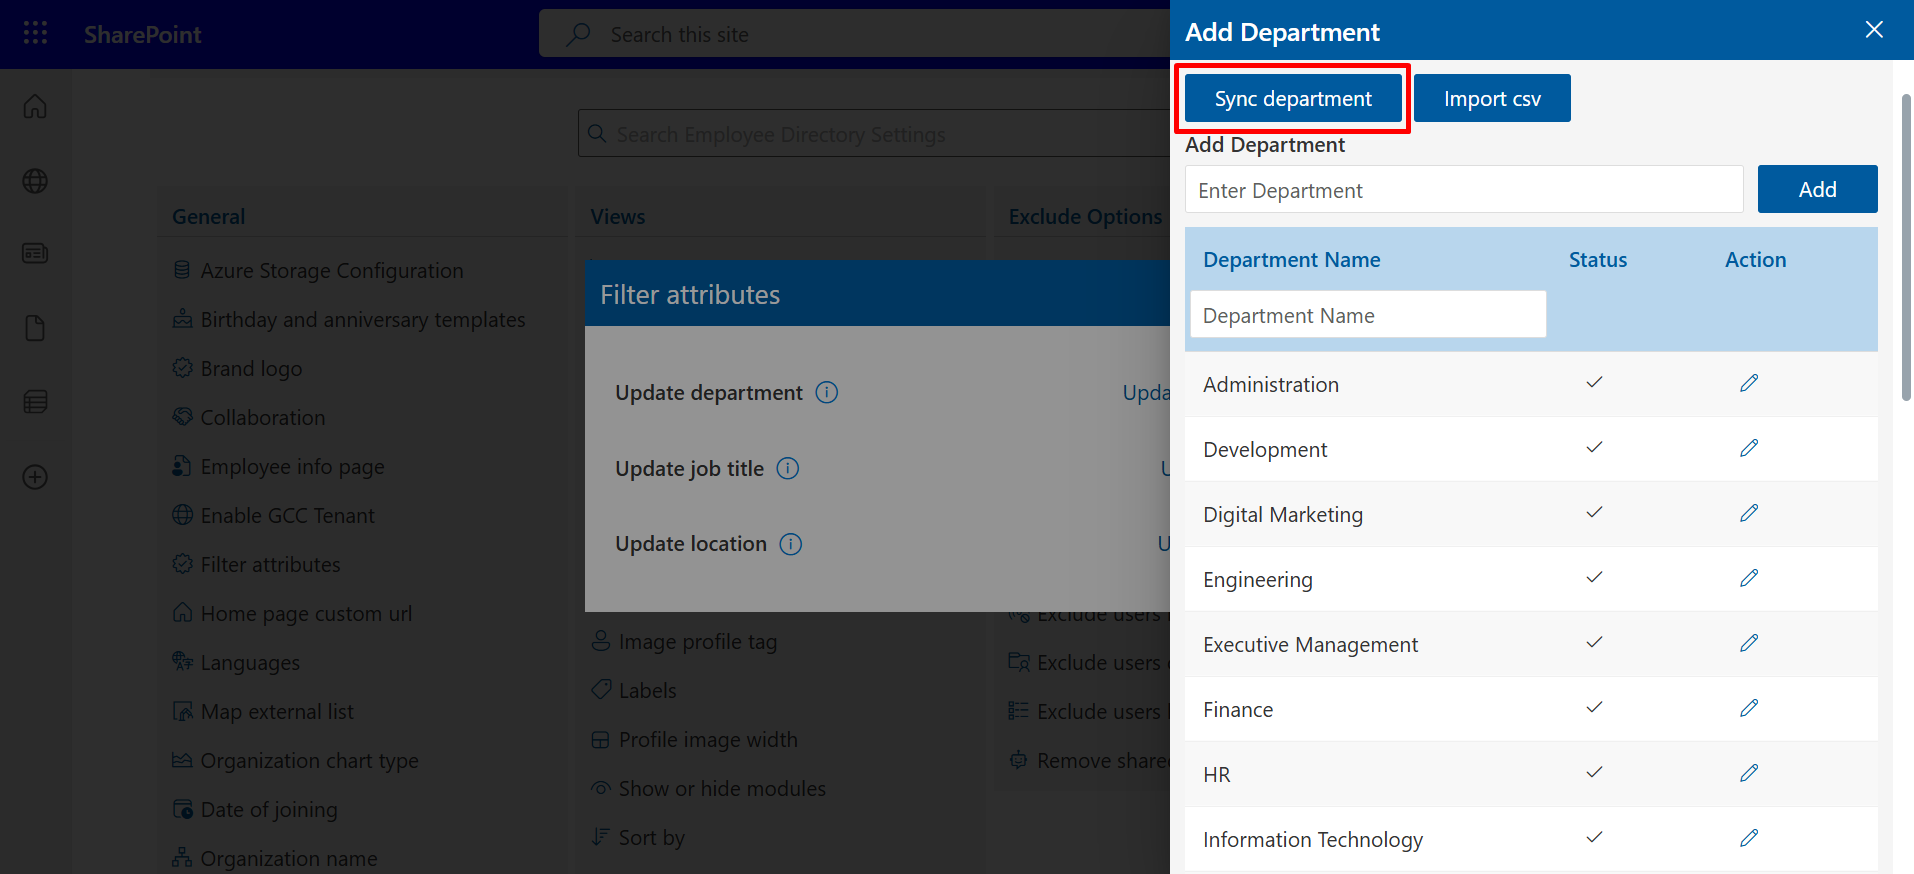 SharePoint
Search this site
Search Employee Directory Settings
General
Azure Storage Configuration
Birthday and anniversary templates
Brand logo
Collaboration
Employee info page
Enable GCC Tenant
Filter attributes
Home page custom url
Languages
Map external list
Organization chart type
Date of joining
Organization name
Views
Image profile tag
Labels
Profile image width
Show or hide modules
Sort by
Exclude Options
Exclude users
Exclude users
Exclude users
Remove shared
Filter attributes
Update department
Upda
Update job title
U
Update location
U
Add Department
Sync department
Import csv
Add Department
Enter Department
Add
Department Name Status Action
Department Name
Administration
Development
Digital Marketing
Engineering
Executive Management
Finance
HR
Information Technology